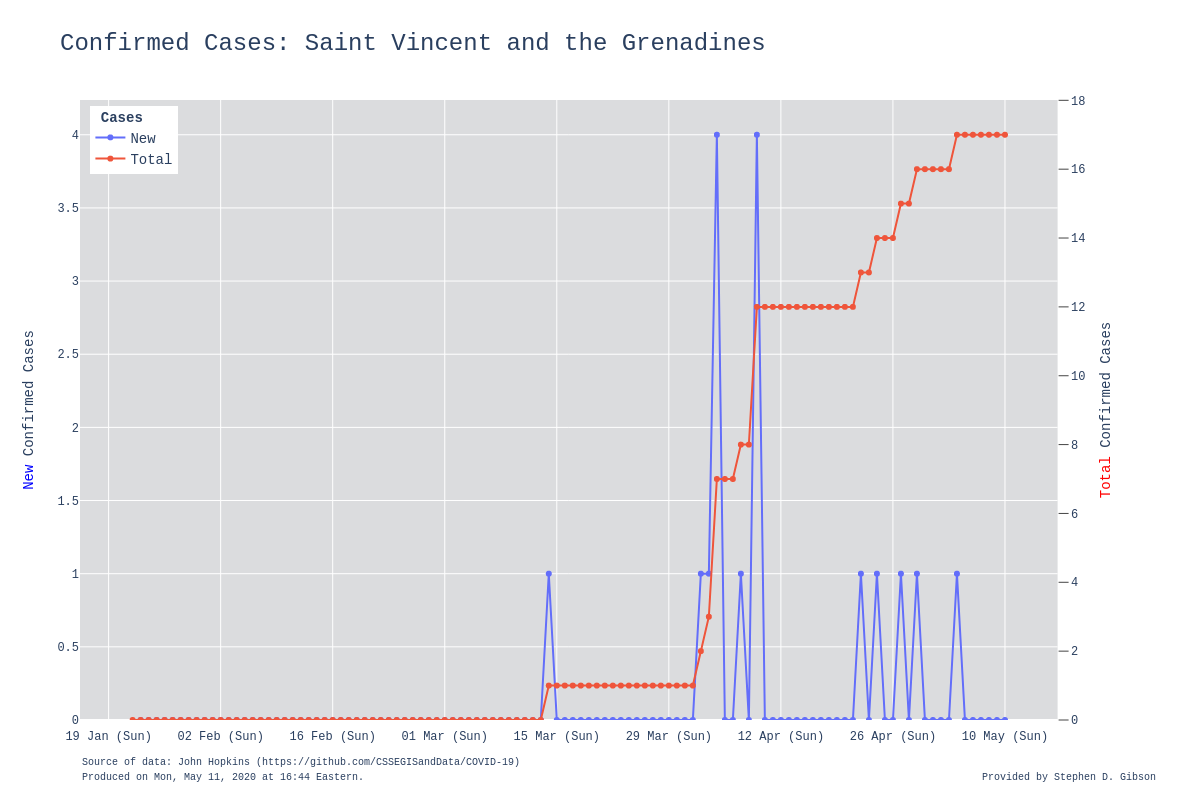 Confirmed Cases: Saint Vincent and the Grenadines
Cases
New
Total
4
3.5
3
2.5
2
1.5
1
0.5
0
New Confirmed Cases
18
16
14
12
10
8
6
4
2
0
Total Confirmed Cases
19 Jan (Sun) 02 Feb (Sun) 16 Feb (Sun) 01 Mar (Sun) 15 Mar (Sun) 29 Mar (Sun) 12 Apr (Sun) 26 Apr (Sun) 10 May (Sun)
Source of data: John Hopkins (https://github.com/CSSEGISandData/COVID-19)
Produced on Mon, May 11, 2020 at 16:44 Eastern.
Provided by Stephen D. Gibson